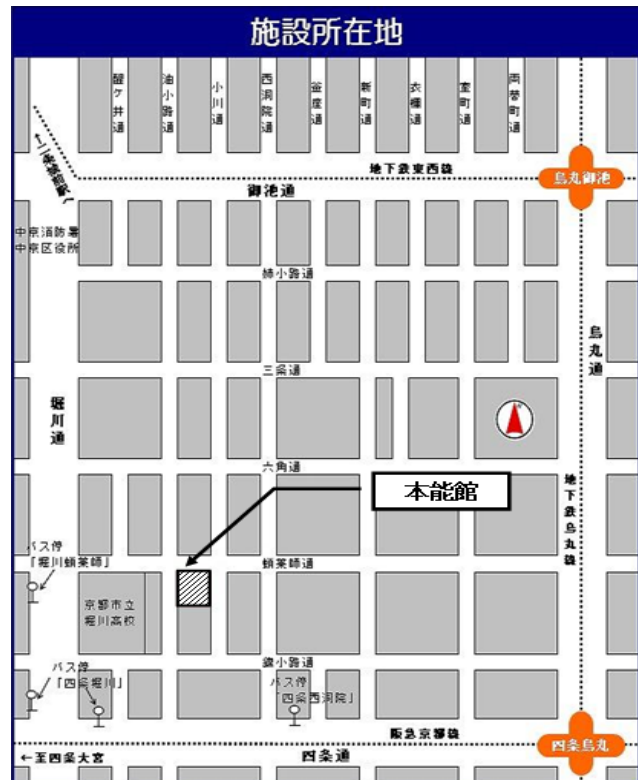 施設所在地
醒ヶ井通
油小路通
小川通
西洞院通
釜座通
新町通
衣棚通
室町通
両替町通
←二条城前駅へ
地下鉄東西線
烏丸御池
御池通
中京消防署
中京区役所
姉小路通
烏丸通
三条通
堀川通
六角通
本能館
地下鉄烏丸線
バス停
「堀川蛸薬師」
蛸薬師通
京都市立
堀川高校
錦小路通
バス停
「四条堀川」
バス停
「四条西洞院」
阪急京都線
四条烏丸
←至四条大宮
四条通